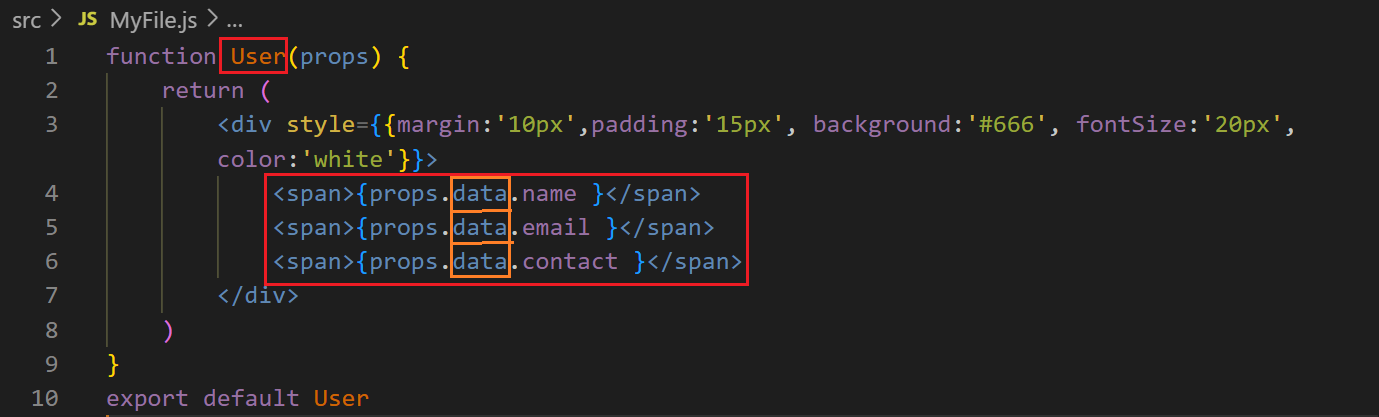 src > JS MyFile.js > ...
1 function User(props) {
2 return (
3 <div style={{margin:'10px',padding:'15px', background:'#666', fontSize:'20px',
color:'white'}}>
4 <span>{props.data.name }</span>
5 <span>{props.data.email }</span>
6 <span>{props.data.contact }</span>
7 </div>
8 )
9 }
10 export default User